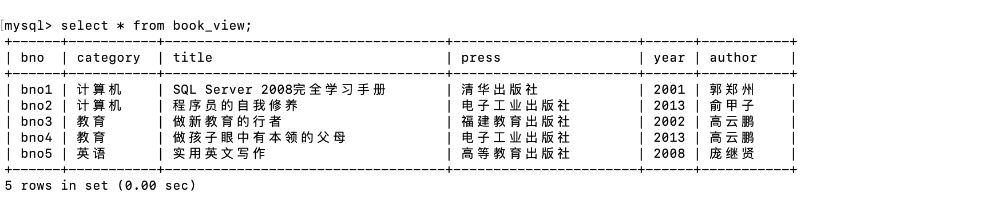 mysql> select * from book_view;
+------+-----------+-----------------------------------+-----------------------+------+-----------+
| bno  | category  | title                             | press                 | year | author    |
+------+-----------+-----------------------------------+-----------------------+------+-----------+
| bno1 | 计算机 | SQL Server 2008完全学习手册 | 清华出版社 | 2001 | 郭郑州 |
| bno2 | 计算机 | 程序员的自我修养 | 电子工业出版社 | 2013 | 俞甲子 |
| bno3 | 教育 | 做新教育的行者 | 福建教育出版社 | 2002 | 高云鹏 |
| bno4 | 教育 | 做孩子眼中有本领的父母 | 电子工业出版社 | 2013 | 高云鹏 |
| bno5 | 英语 | 实用英文写作 | 高等教育出版社 | 2008 | 庞继贤 |
+------+-----------+-----------------------------------+-----------------------+------+-----------+
5 rows in set (0.00 sec)